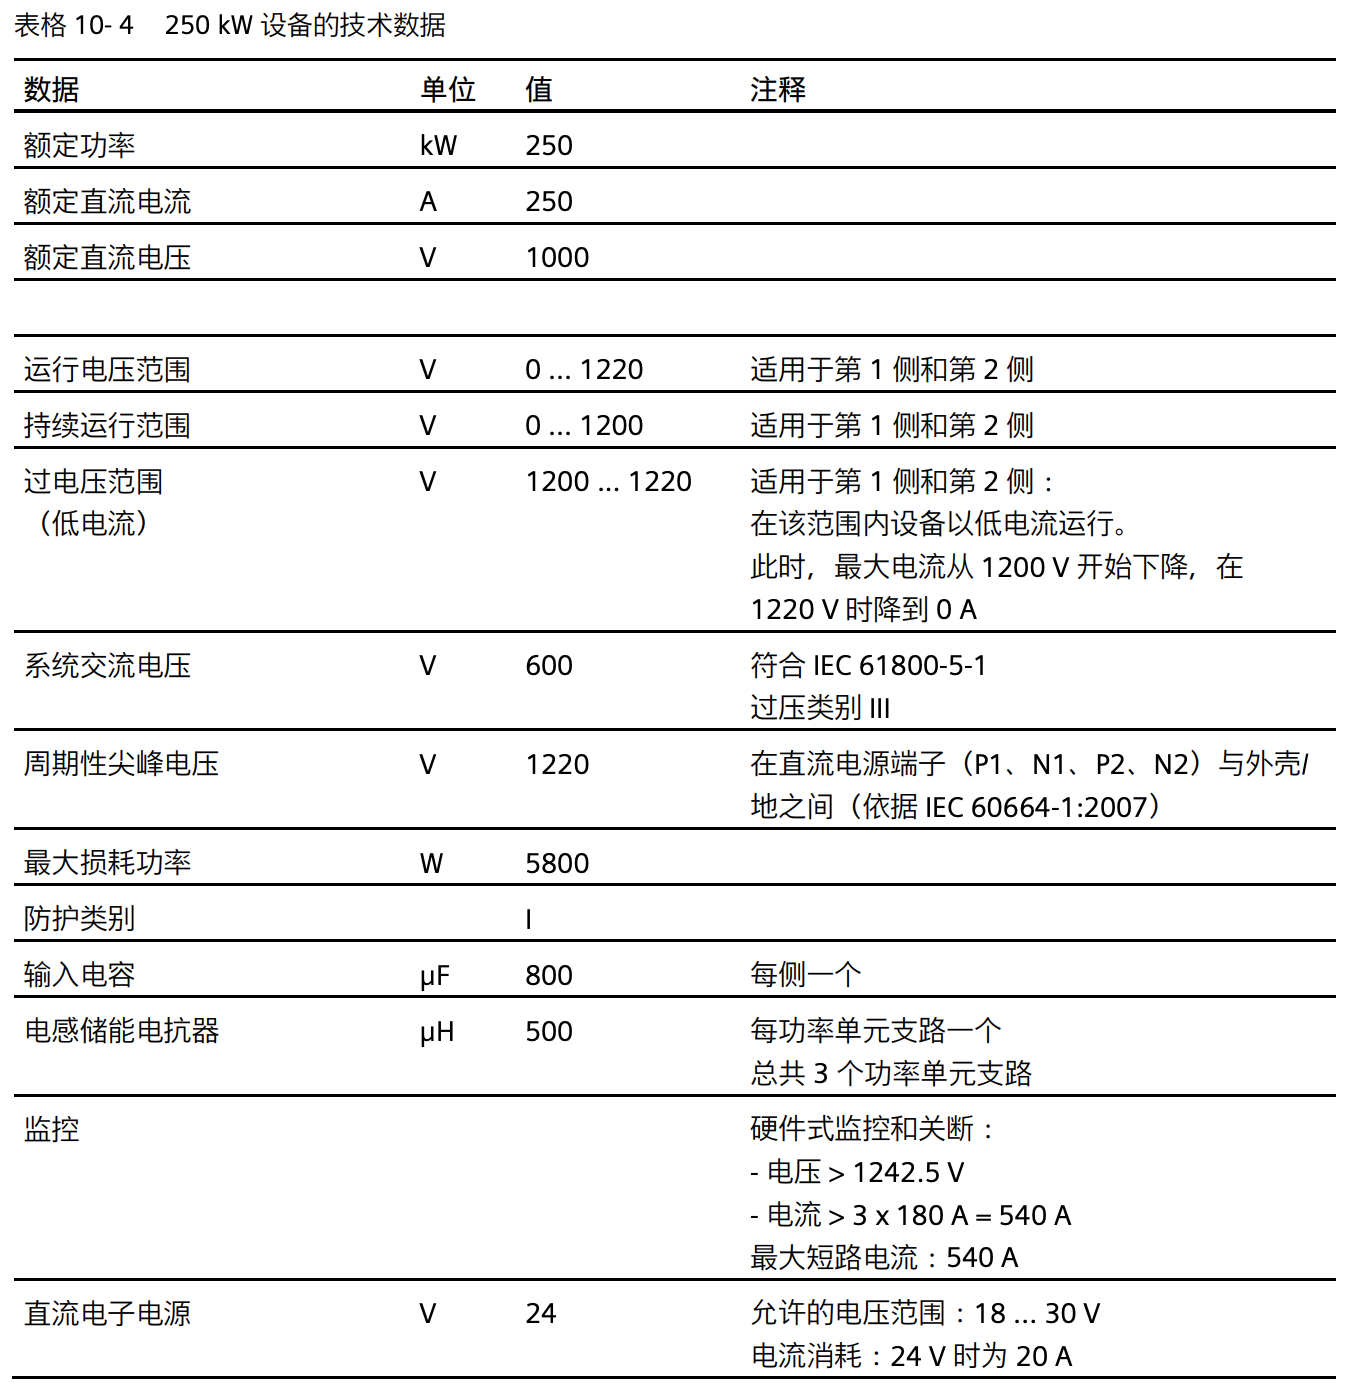 表格 10- 4 250 kW 设备的技术数据
数据 单位 值 注释
额定功率 kW 250
额定直流电流 A 250
额定直流电压 V 1000
运行电压范围 V 0 ... 1220 适用于第 1 侧和第 2 侧
持续运行范围 V 0 ... 1200 适用于第 1 侧和第 2 侧
过电压范围 V 1200 ... 1220 适用于第 1 侧和第 2 侧：
（低电流） 在该范围内设备以低电流运行。
此时，最大电流从 1200 V 开始下降，在
1220 V 时降到 0 A
系统交流电压 V 600 符合 IEC 61800-5-1
过压类别 III
周期性尖峰电压 V 1220 在直流电源端子（P1、N1、P2、N2）与外壳/
地之间（依据 IEC 60664-1:2007）
最大损耗功率 W 5800
防护类别 I
输入电容 μF 800 每侧一个
电感储能电抗器 μH 500 每功率单元支路一个
总共 3 个功率单元支路
监控 硬件式监控和关断：
- 电压 > 1242.5 V
- 电流 > 3 x 180 A = 540 A
最大短路电流：540 A
直流电子电源 V 24 允许的电压范围：18 ... 30 V
电流消耗：24 V 时为 20 A